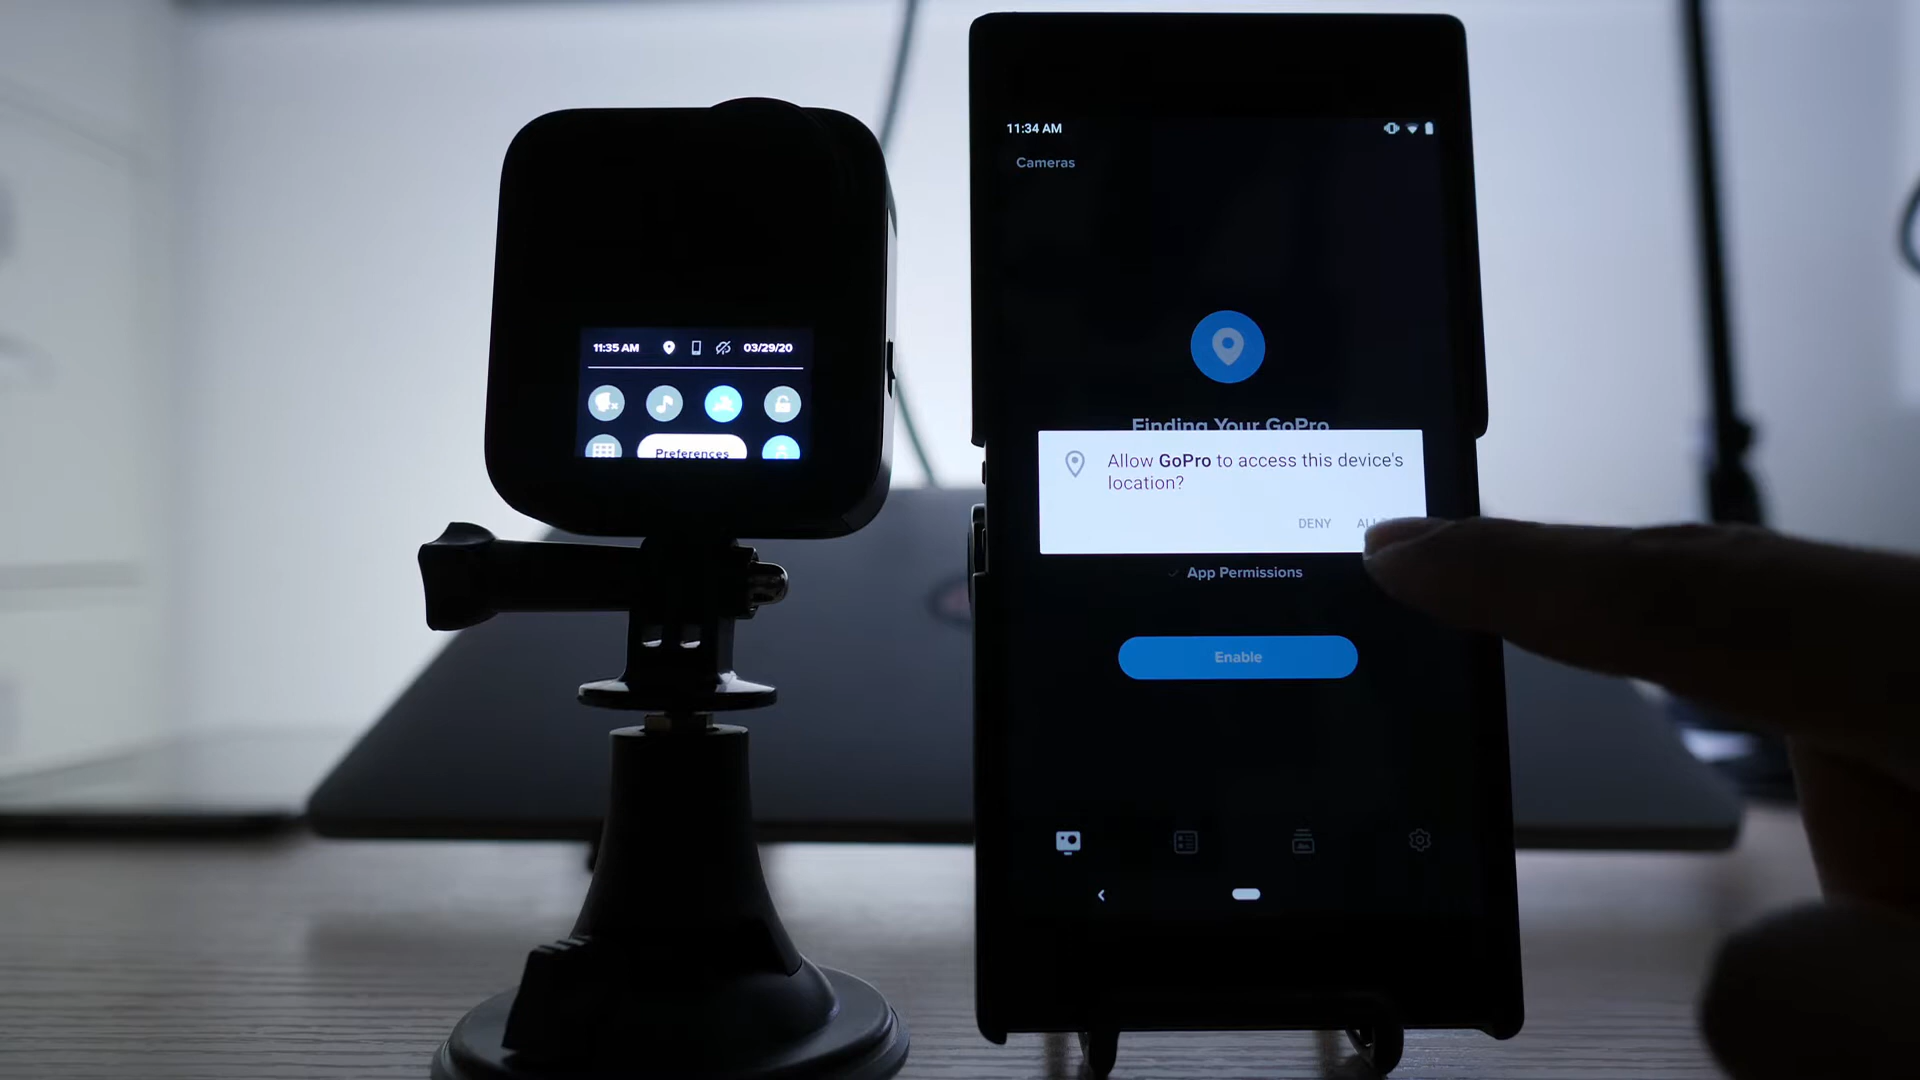 11:35 AM
03/29/20
Preferences
11:34 AM
Cameras
Finding Your GoPro
Allow GoPro to access this device's
location?
DENY
App Permissions
Enable